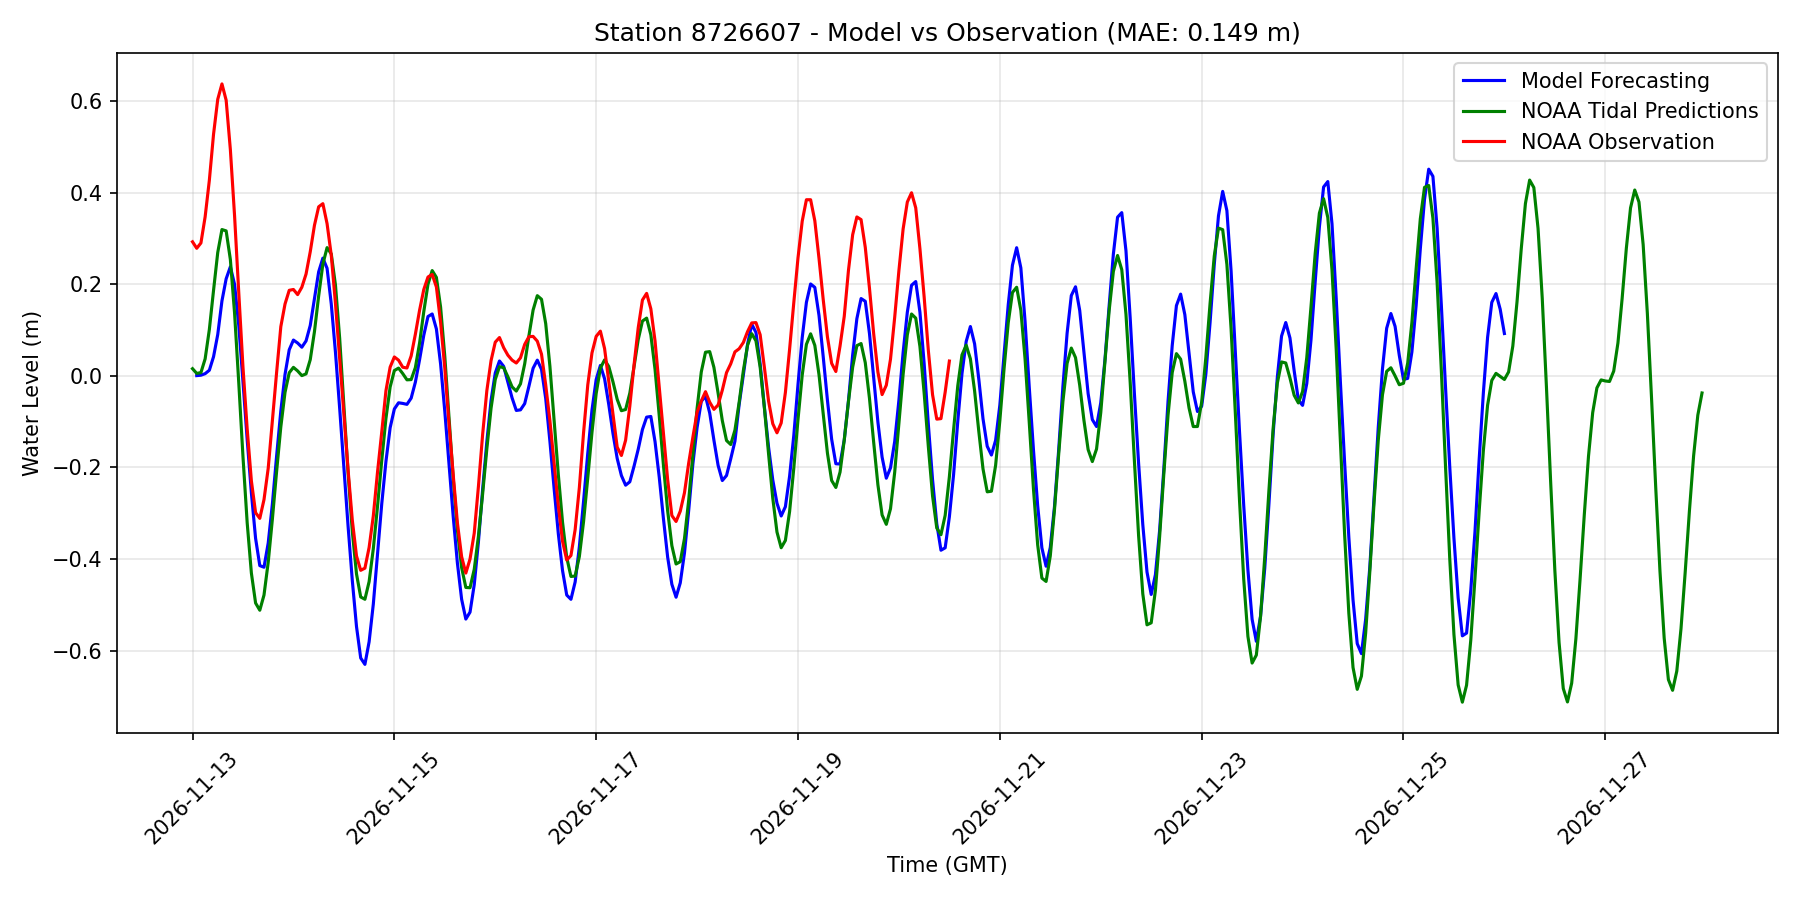 Station 8726607 - Model vs Observation (MAE: 0.149 m)
Model Forecasting
NOAA Tidal Predictions
NOAA Observation
Water Level (m)
0.6
0.4
0.2
0.0
−0.2
−0.4
−0.6
2026-11-13
2026-11-15
2026-11-17
2026-11-19
2026-11-21
2026-11-23
2026-11-25
2026-11-27
Time (GMT)